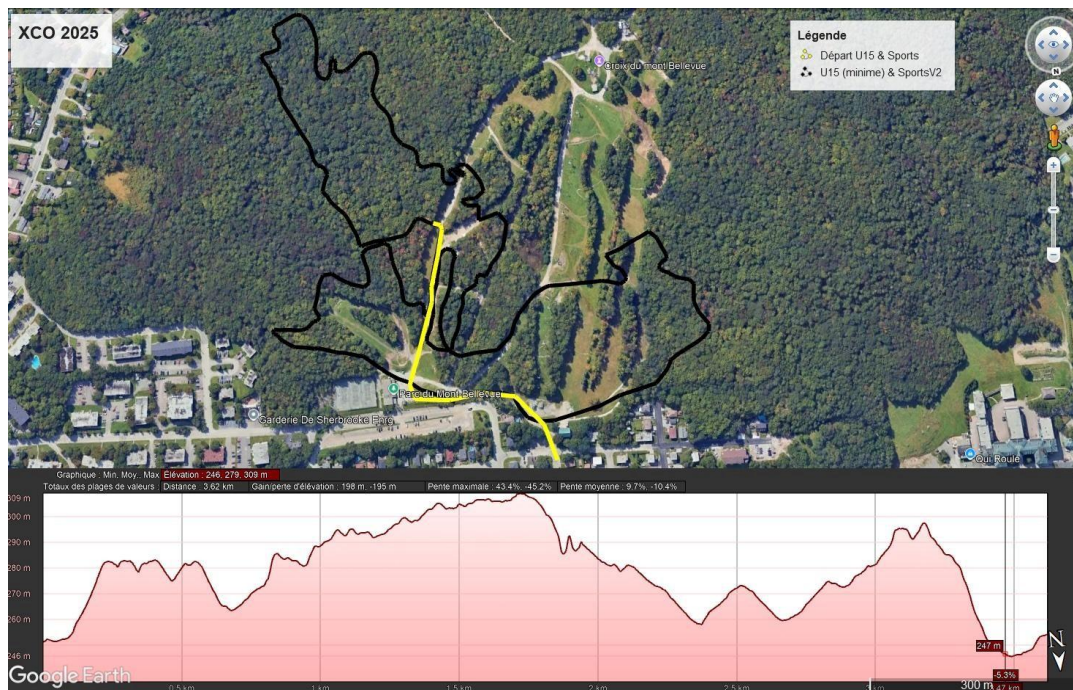 XCO 2025
Légende
Départ U15 & Sports
U15 (minime) & SportsV2
N
Croix du mont Bellevue
Parc du Mont Bellevue
Garderie De Sherbrooke Enrg
Qui Roule
Graphique : Min. Moy.. Max Élévation : 246, 279, 309 m
Totaux des plages de valeurs Distance : 3,62 km Gain/perte d'élévation : 198 m, -195 m Pente maximale : 43.4%, -45.2% Pente moyenne : 9.7%, -10.4%
309 m
300 m
290 m
280 m
270 m
260 m
246 m
247 m
-5.3%
Google Earth
0.5 km
1 km
1.5 km
2 km
2.5 km
3 km
300 m
N